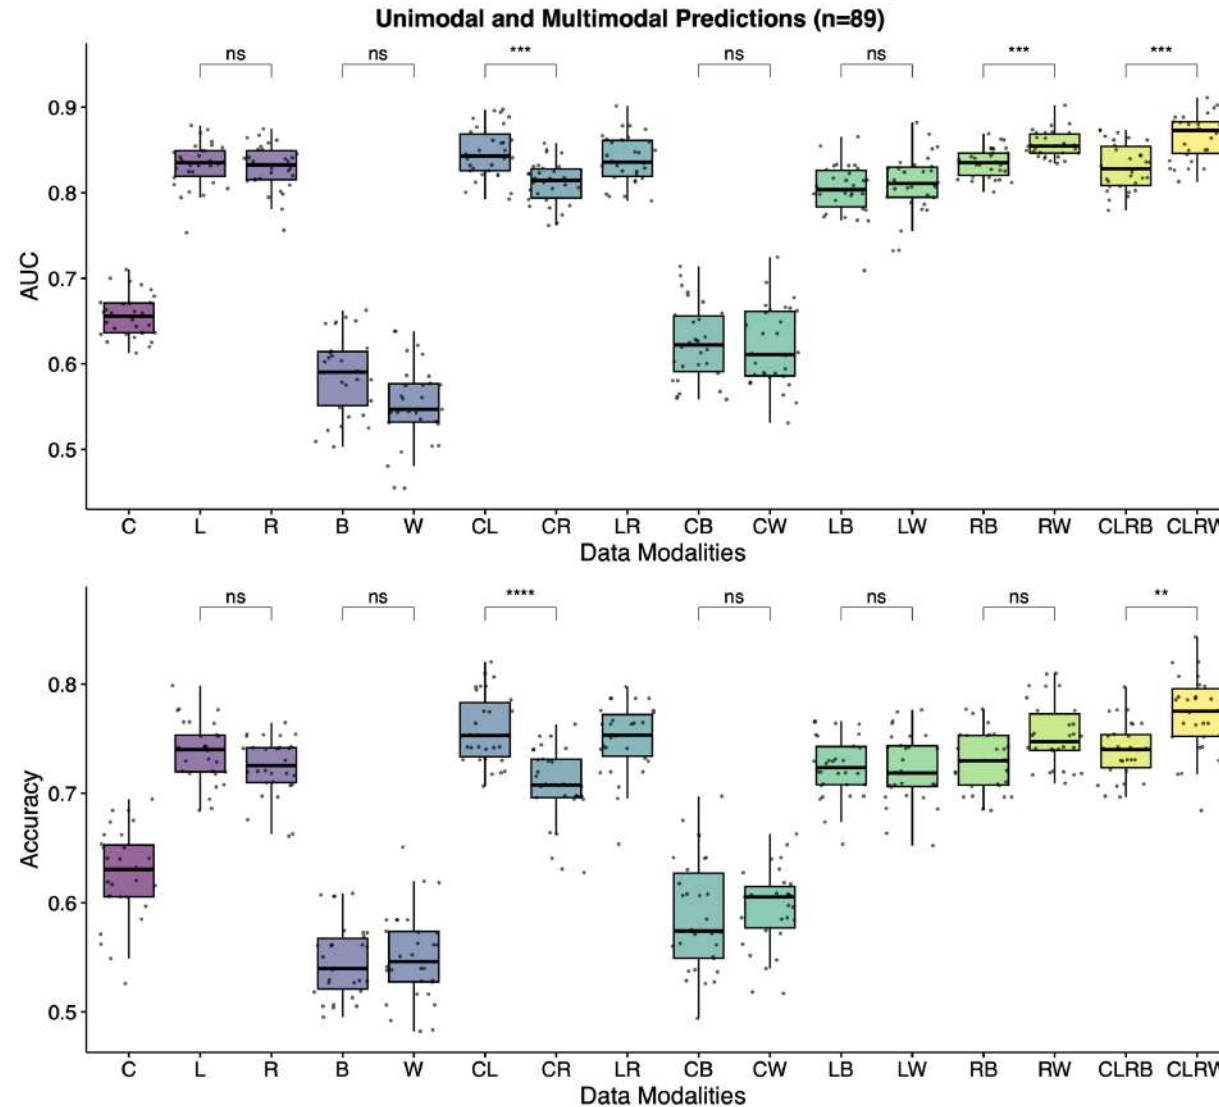 Unimodal and Multimodal Predictions (n=89)
ns ns *** ns ns *** ***
0.9
0.8
0.7
0.6
0.5
AUC
C L R B W CL CR LR CB CW LB LW RB RW CLRB CLRW
Data Modalities
ns ns **** ns ns ns **
0.8
0.7
0.6
0.5
Accuracy
C L R B W CL CR LR CB CW LB LW RB RW CLRB CLRW
Data Modalities